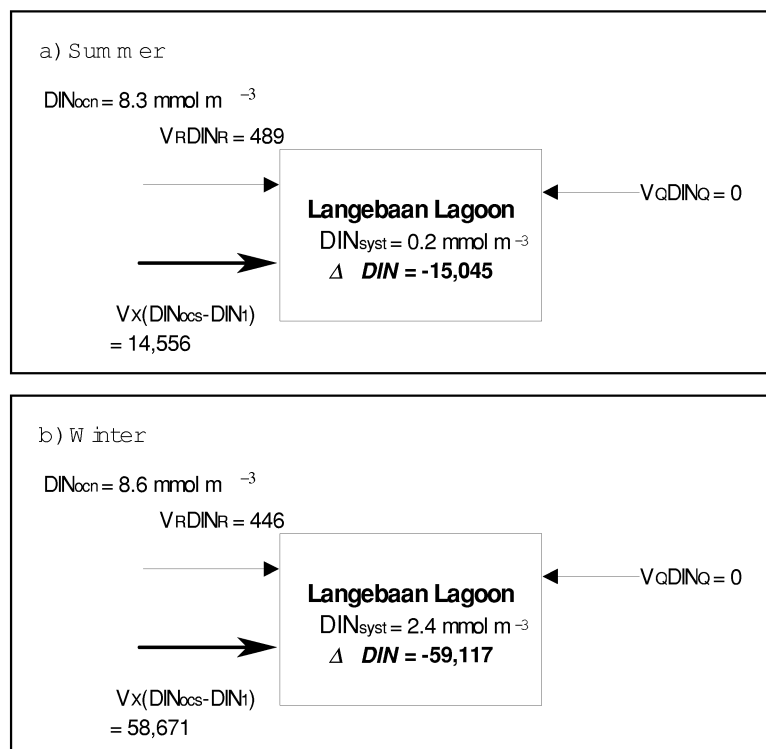 a) Summer
DINocn = 8.3 mmol m −3
VRDINR = 489
VQDINQ = 0
Langebaan Lagoon
DINsyst = 0.2 mmol m −3
Δ DIN = -15,045
Vx(DINocs-DIN1)
= 14,556
b) Winter
DINocn = 8.6 mmol m −3
VRDINR = 446
VQDINQ = 0
Langebaan Lagoon
DINsyst = 2.4 mmol m −3
Δ DIN = -59,117
Vx(DINocs-DIN1)
= 58,671